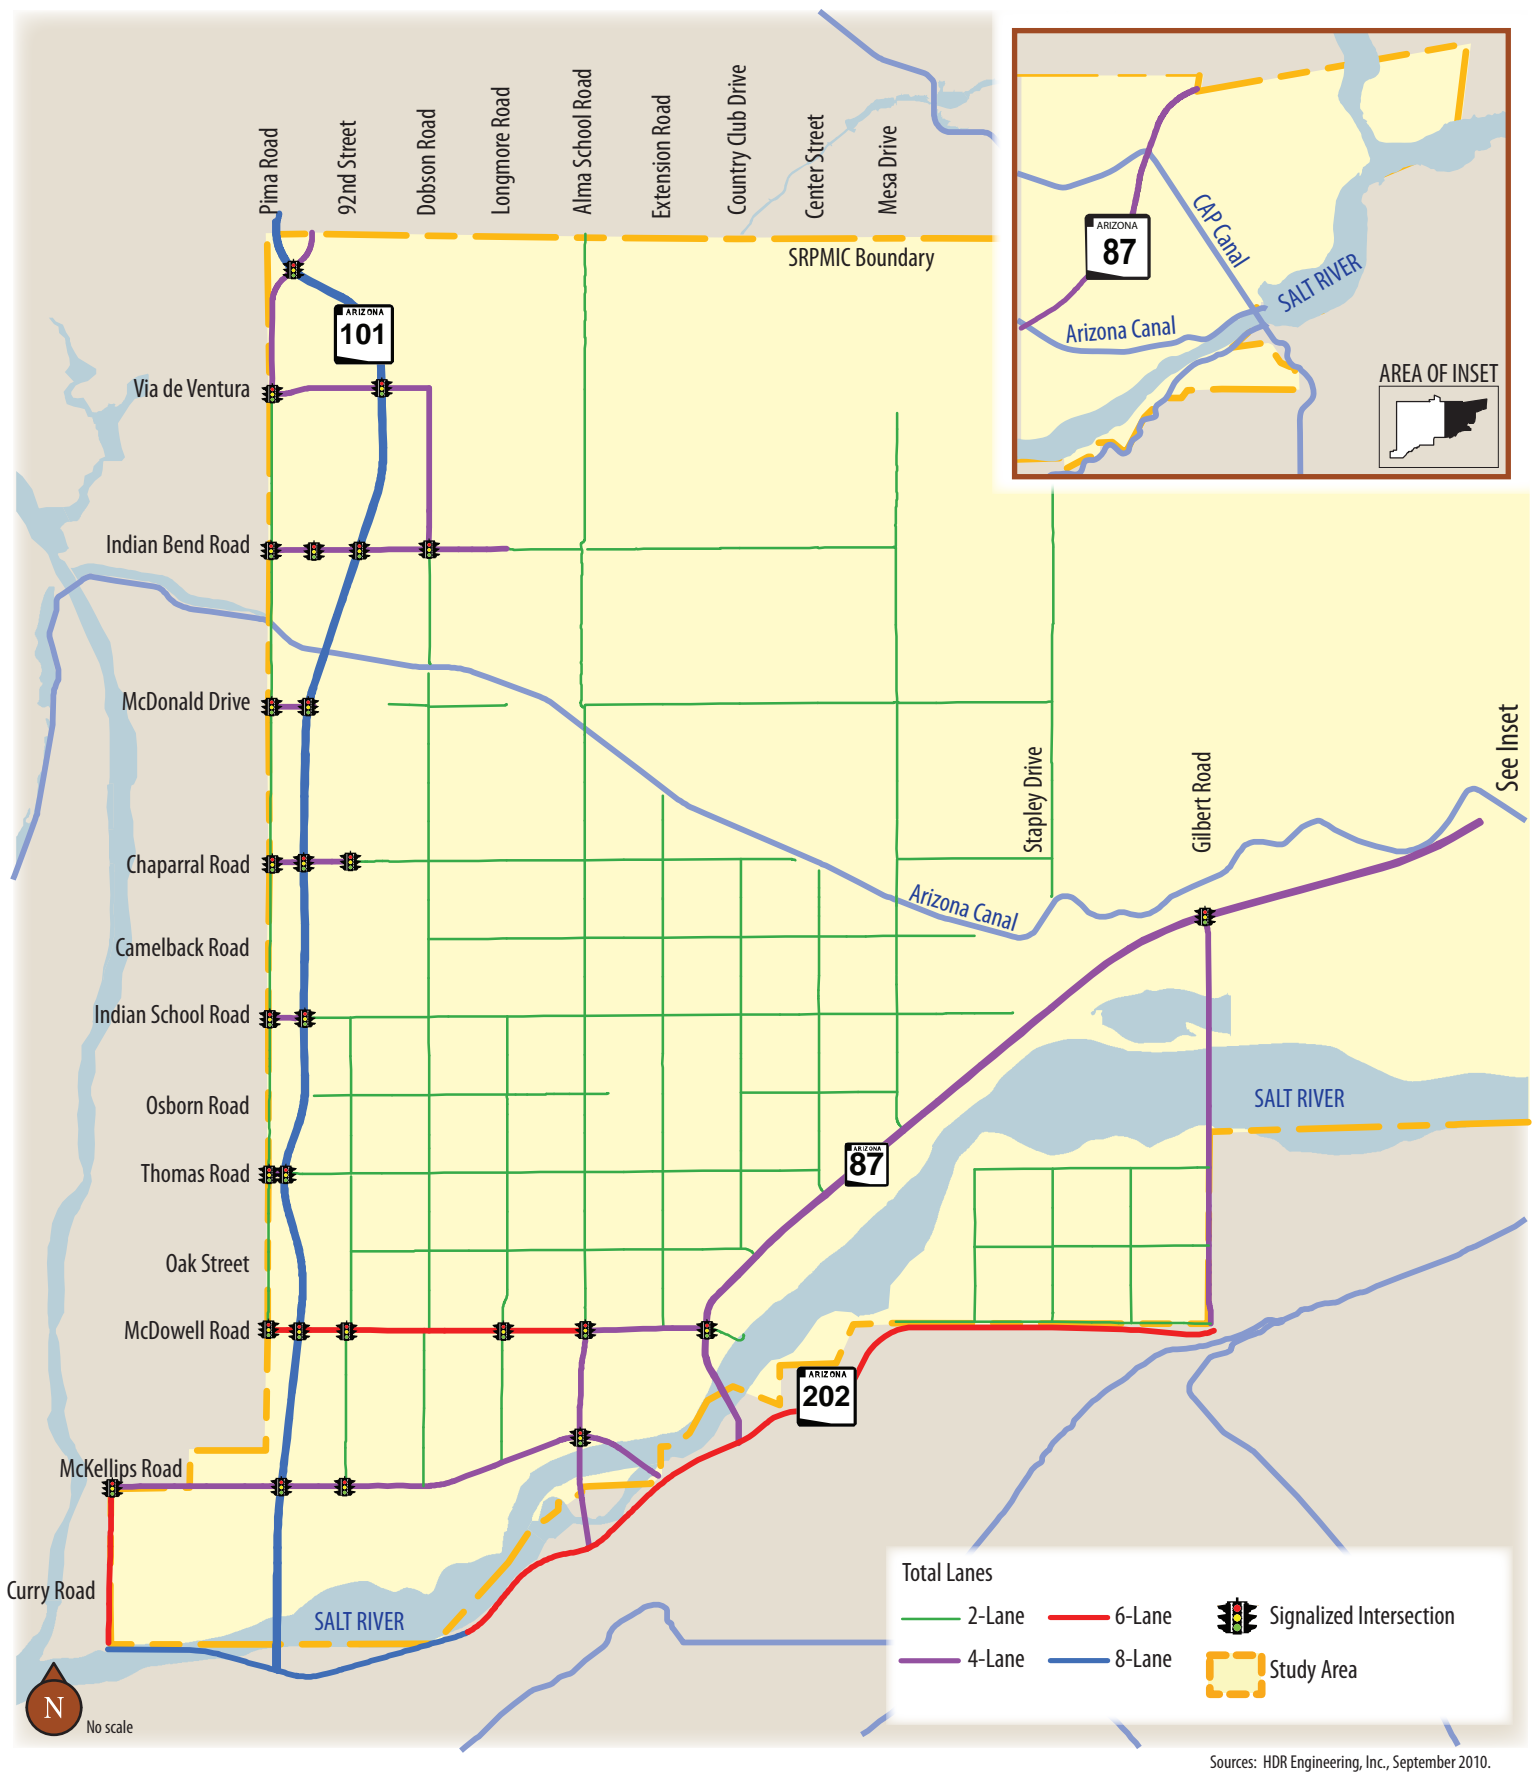 Pima Road
92nd Street
Dobson Road
Longmore Road
Alma School Road
Extension Road
Country Club Drive
Center Street
Mesa Drive
SRPMIC Boundary
ARIZONA
87
CAP Canal
SALT RIVER
Arizona Canal
AREA OF INSET
ARIZONA
101
Via de Ventura
Indian Bend Road
McDonald Drive
Chaparral Road
Camelback Road
Indian School Road
Osborn Road
Thomas Road
Oak Street
McDowell Road
McKellips Road
Curry Road
Stapley Drive
Gilbert Road
See Inset
Arizona Canal
SALT RIVER
ARIZONA
87
ARIZONA
202
SALT RIVER
N
No scale
Total Lanes
2-Lane
6-Lane
Signalized Intersection
4-Lane
8-Lane
Study Area
Sources: HDR Engineering, Inc., September 2010.